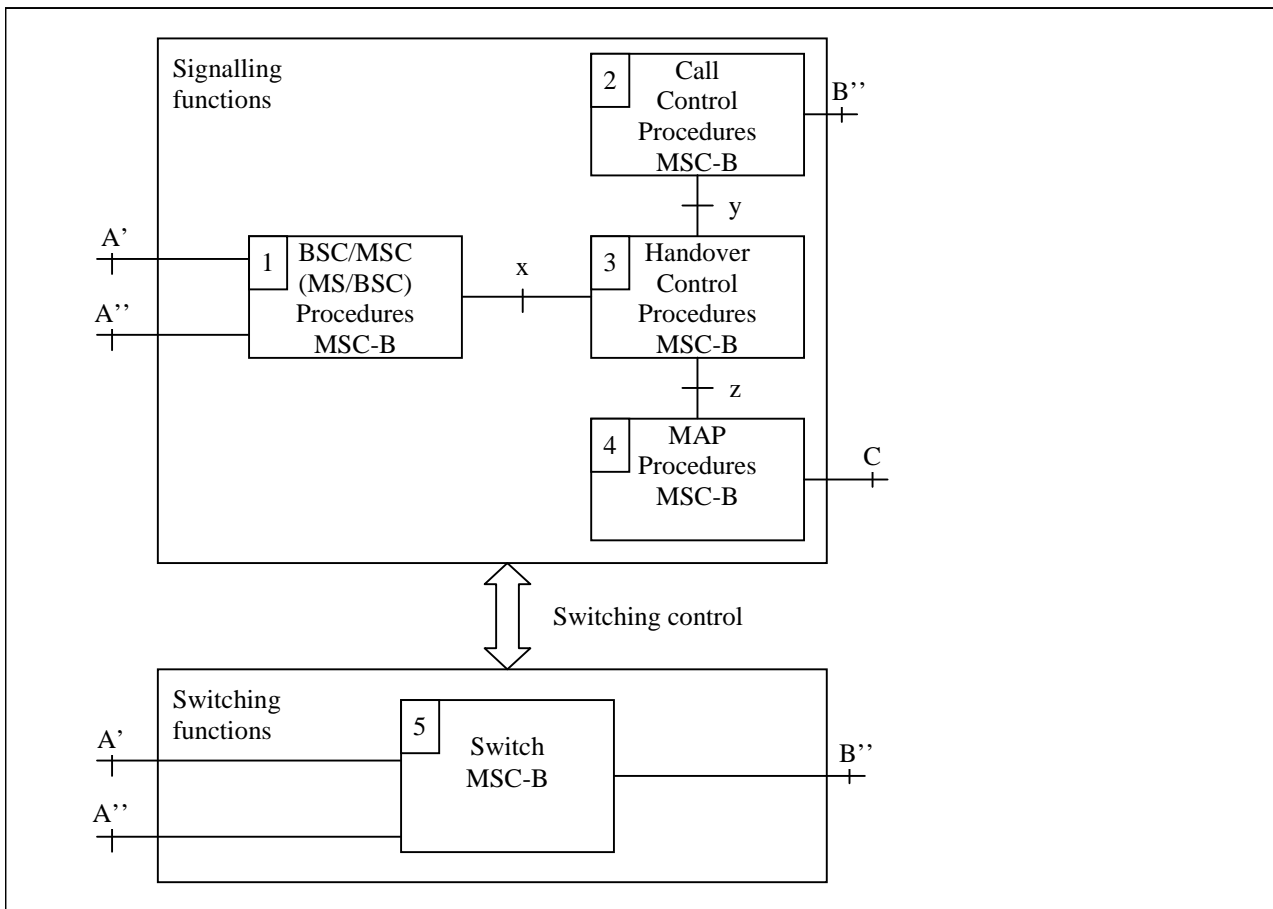 Signalling
functions
2
Call
Control
Procedures
MSC-B
B’’
y
A’
A’’
1
BSC/MSC
(MS/BSC)
Procedures
MSC-B
x
3
Handover
Control
Procedures
MSC-B
z
4
MAP
Procedures
MSC-B
C
Switching control
Switching
functions
A’
A’’
5
Switch
MSC-B
B’’